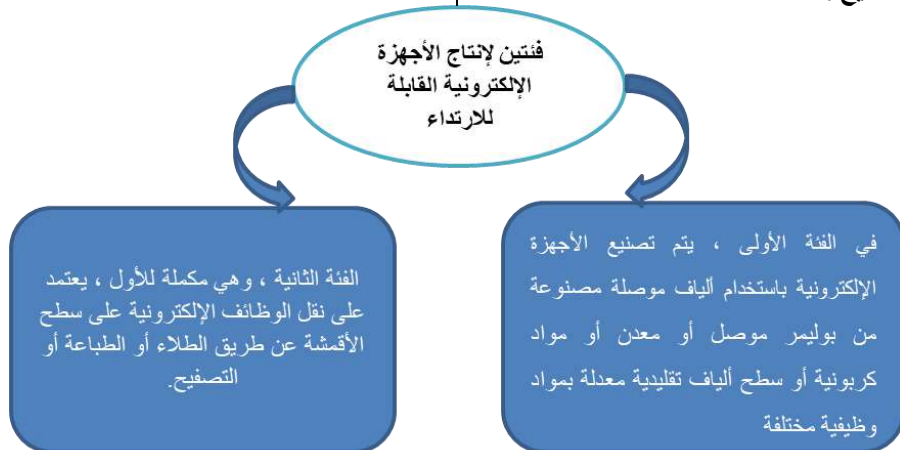 فئتين لإنتاج الأجهزة
الإلكترونية القابلة
للارتداء
في الفئة الأولى ، يتم تصنيع الأجهزة
الإلكترونية باستخدام ألياف موصلة مصنوعة
من بوليمر موصل أو معدن أو مواد
كربونية أو سطح ألياف تقليدية معدلة بمواد
وظيفية مختلفة
الفئة الثانية ، وهي مكملة للأول ، يعتمد
على نقل الوظائف الإلكترونية على سطح
الأقمشة عن طريق الطلاء أو الطباعة أو
التصفيح.